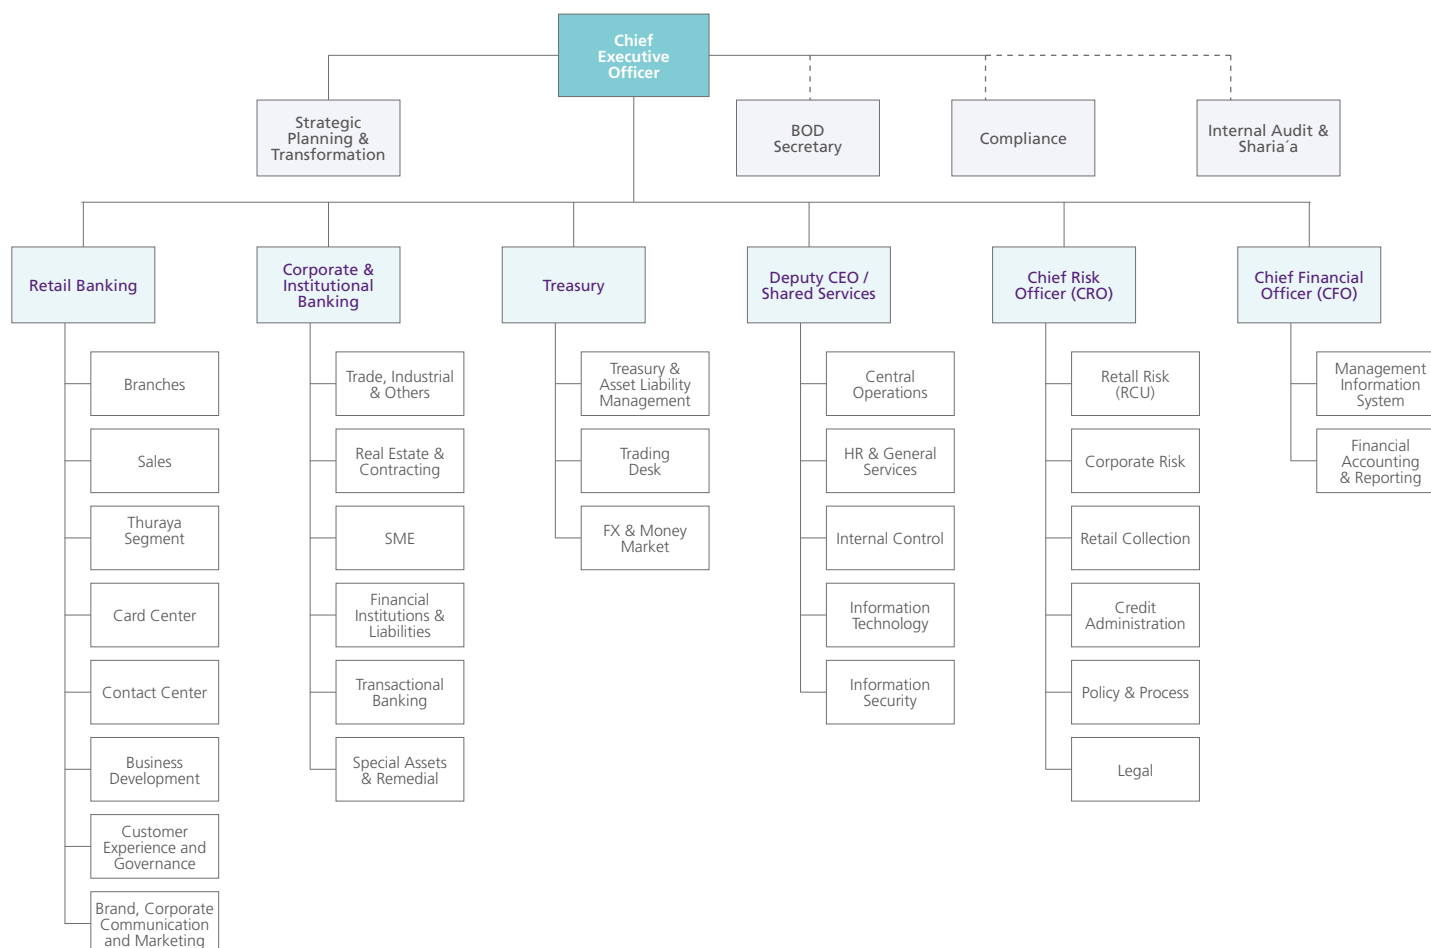 Chief
Executive
Officer
Strategic
Planning &
Transformation
BOD
Secretary
Compliance
Internal Audit &
Sharia´a
Retail Banking
Corporate &
Institutional
Banking
Treasury
Deputy CEO /
Shared Services
Chief Risk
Officer (CRO)
Chief Financial
Officer (CFO)
Branches
Sales
Thuraya
Segment
Card Center
Contact Center
Business
Development
Customer
Experience and
Governance
Brand, Corporate
Communication
and Marketing
Trade, Industrial
& Others
Real Estate &
Contracting
SME
Financial
Institutions &
Liabilities
Transactional
Banking
Special Assets
& Remedial
Treasury &
Asset Liability
Management
Trading
Desk
FX & Money
Market
Central
Operations
HR & General
Services
Internal Control
Information
Technology
Information
Security
Retall Risk
(RCU)
Corporate Risk
Retail Collection
Credit
Administration
Policy & Process
Legal
Management
Information
System
Financial
Accounting
& Reporting